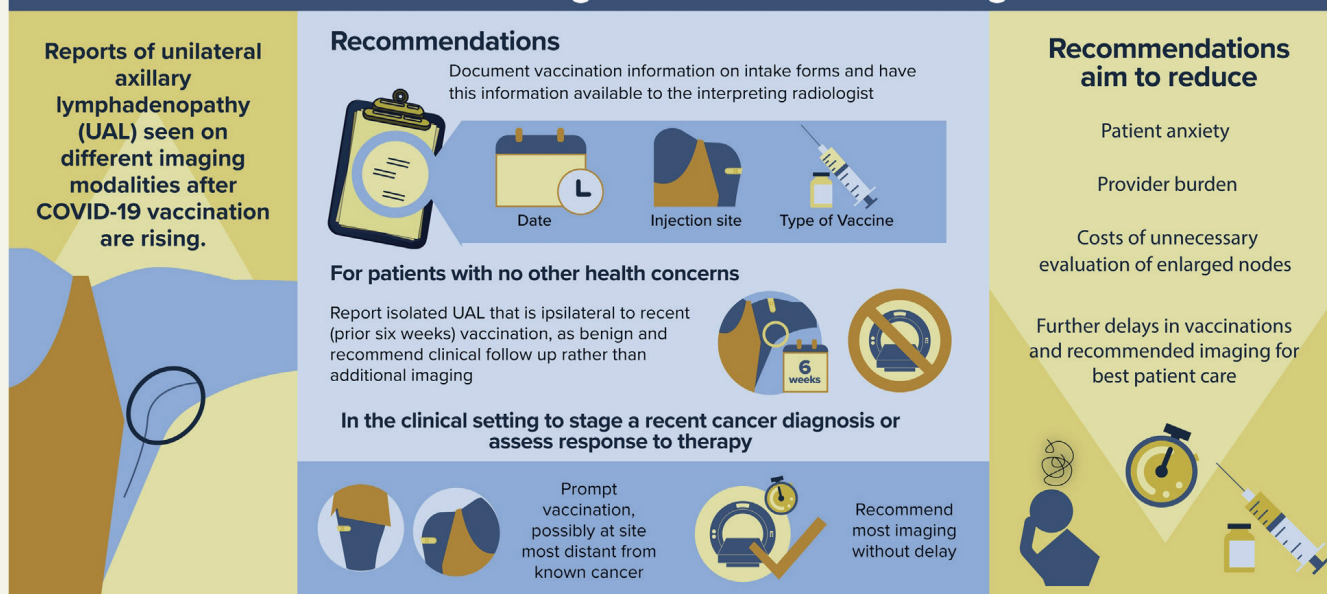 Reports of unilateral
axillary
lymphadenopathy
(UAL) seen on
different imaging
modalities after
COVID-19 vaccination
are rising.
Recommendations
Document vaccination information on intake forms and have
this information available to the interpreting radiologist
Date
Injection site
Type of Vaccine
For patients with no other health concerns
Report isolated UAL that is ipsilateral to recent
(prior six weeks) vaccination, as benign and
recommend clinical follow up rather than
additional imaging
6
weeks
In the clinical setting to stage a recent cancer diagnosis or
assess response to therapy
Prompt
vaccination,
possibly at site
most distant from
known cancer
Recommend
most imaging
without delay
Recommendations
aim to reduce
Patient anxiety
Provider burden
Costs of unnecessary
evaluation of enlarged nodes
Further delays in vaccinations
and recommended imaging for
best patient care